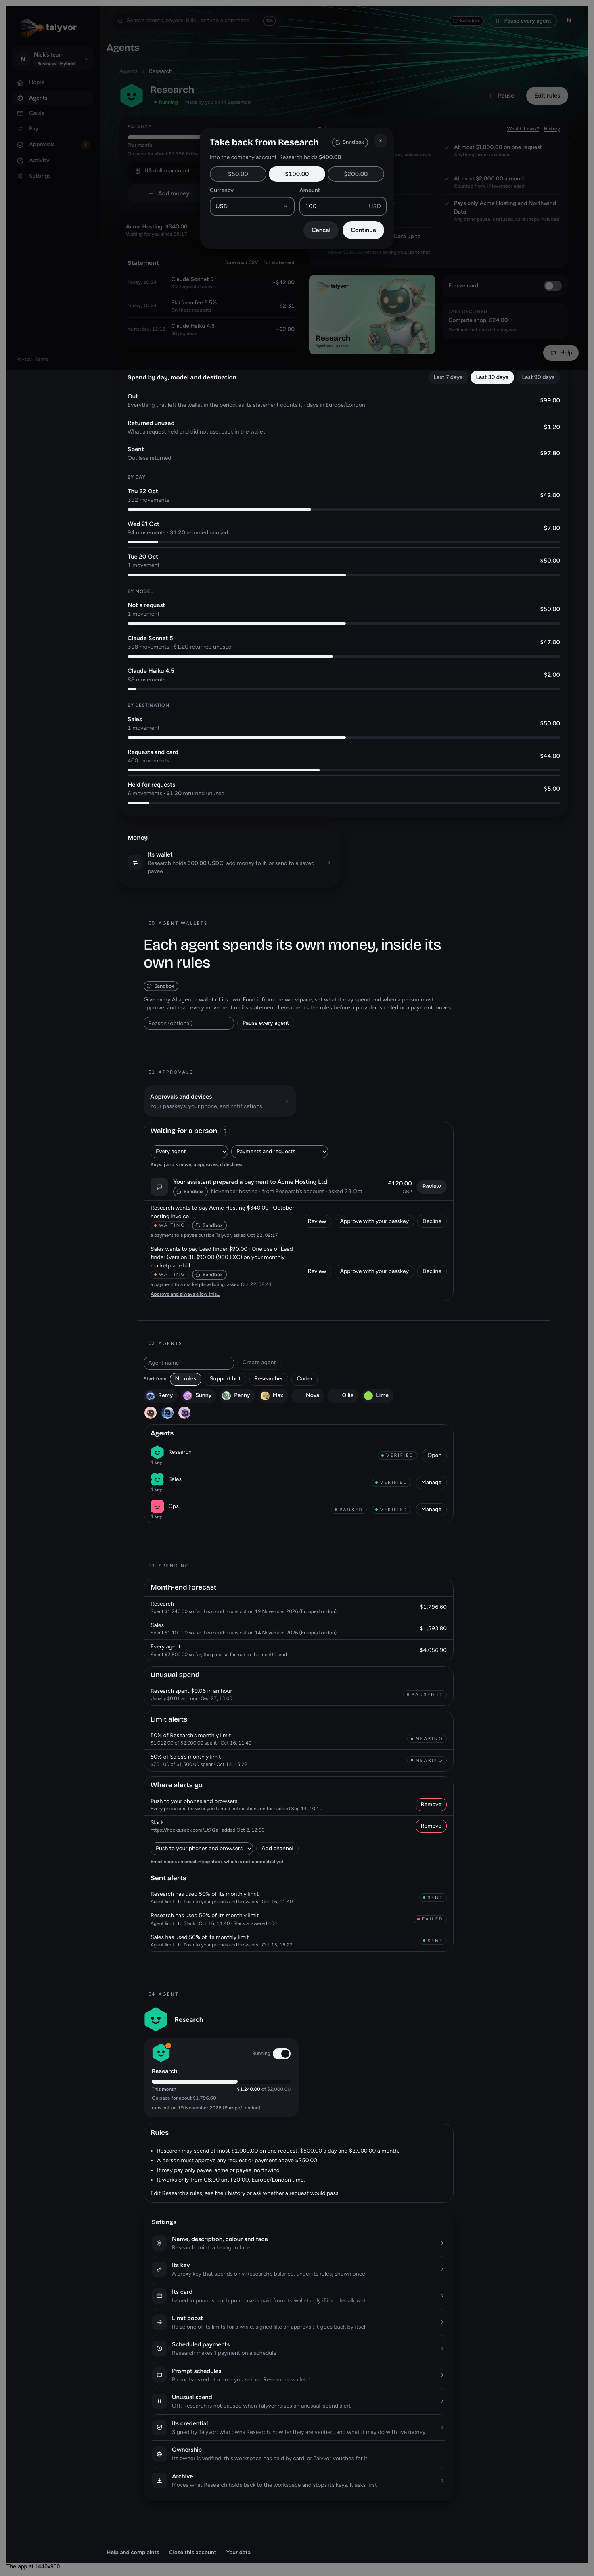 talyvor
Search agents, payees, bills, or type a command
Sandbox
Pause every agent
N
N
Nick's team
Business · Hybrid
Home
Agents
Cards
Pay
Approvals
Activity
Settings
Privacy
Terms
Agents
Agents
Research
Research
Running
Pause
Edit rules
BALANCE
This month
US dollar account
Add money
Acme Hosting, $340.00
Take back from Research
Sandbox
Into the company account. Research holds $400.00.
$50.00
$100.00
$200.00
Currency
Amount
USD
100
USD
Cancel
Continue
Would it pass?
History
At most $1,000.00 on one request
Anything larger is refused
At most $2,000.00 a month
Pays only Acme Hosting and Northwind
Data
Statement
Download CSV
Full statement
Today, 10:24
Claude Sonnet 5
312 requests today
−$42.00
Today, 10:24
Platform fee 5.5%
On those requests
−$2.31
Claude Haiku 4.5
−$2.00
talyvor
Research
Freeze card
LAST DECLINED
Compute shop, £24.00
Declined: not one of its payees
Help
Spend by day, model and destination
Last 7 days
Last 30 days
Last 90 days
Out
Everything that left the wallet in the period, as its statement counts it · days in Europe/London
$99.00
Returned unused
What a request held and did not use, back in the wallet
$1.20
Spent
Out less returned
$97.80
BY DAY
Thu 22 Oct
312 movements
$42.00
Wed 21 Oct
94 movements · $1.20 returned unused
$7.00
Tue 20 Oct
1 movement
$50.00
BY MODEL
Not a request
1 movement
$50.00
Claude Sonnet 5
318 movements · $1.20 returned unused
$47.00
Claude Haiku 4.5
88 movements
$2.00
BY DESTINATION
Sales
1 movement
$50.00
Requests and card
400 movements
$44.00
Held for requests
6 movements · $1.20 returned unused
$5.00
Money
Its wallet
Research holds 300.00 USDC: add money to it, or send to a saved
payee
00 AGENT WALLETS
Each agent spends its own money, inside its
own rules
Sandbox
Give every AI agent a wallet of its own. Fund it from the workspace, set what it may spend and when a person must
approve, and read every movement on its statement. Lens checks the rules before a provider is called or a payment moves.
Reason (optional)
Pause every agent
01 APPROVALS
Approvals and devices
Your passkeys, your phone, and notifications
Waiting for a person
?
Every agent
Payments and requests
Keys: j and k move, a approves, d declines.
Your assistant prepared a payment to Acme Hosting Ltd
Sandbox
November hosting · from Research's account · asked 23 Oct
£120.00
GBP
Review
Research wants to pay Acme Hosting $340.00 · October
hosting invoice
WAITING
Sandbox
a payment to a payee outside Talyvor, asked Oct 22, 09:17
Review
Approve with your passkey
Decline
Sales wants to pay Lead finder $90.00 · One use of Lead
finder (version 3), $90.00 (900 LXC) on your monthly
marketplace bill
WAITING
Sandbox
a payment to a marketplace listing, asked Oct 22, 08:41
Approve and always allow this…
Review
Approve with your passkey
Decline
02 AGENTS
Agent name
Create agent
Start from
No rules
Support bot
Researcher
Coder
Remy
Sunny
Penny
Max
Nova
Ollie
Lime
Agents
Research
1 key
VERIFIED
Open
Sales
1 key
VERIFIED
Manage
Ops
1 key
PAUSED
VERIFIED
Manage
03 SPENDING
Month-end forecast
Research
Spent $1,240.00 so far this month · runs out on 19 November 2026 (Europe/London)
$1,796.60
Sales
Spent $1,100.00 so far this month · runs out on 14 November 2026 (Europe/London)
$1,593.80
Every agent
Spent $2,800.00 so far; the pace so far, run to the month's end
$4,056.90
Unusual spend
Research spent $0.06 in an hour
Usually $0.01 an hour · Sep 27, 13:00
PAUSED IT
Limit alerts
50% of Research's monthly limit
$1,012.00 of $2,000.00 spent · Oct 16, 11:40
NEARING
50% of Sales's monthly limit
$761.00 of $1,500.00 spent · Oct 13, 15:22
NEARING
Where alerts go
Push to your phones and browsers
Every phone and browser you turned notifications on for · added Sep 14, 10:10
Remove
Slack
https://hooks.slack.com/…t7Qa · added Oct 2, 12:00
Remove
Push to your phones and browsers
Add channel
Email needs an email integration, which is not connected yet.
Sent alerts
Research has used 50% of its monthly limit
Agent limit · to Push to your phones and browsers · Oct 16, 11:40
SENT
Research has used 50% of its monthly limit
Agent limit · to Slack · Oct 16, 11:40 · Slack answered 404
FAILED
Sales has used 50% of its monthly limit
Agent limit · to Push to your phones and browsers · Oct 13, 15:22
SENT
04 AGENT
Research
Running
Research
This month
$1,240.00 of $2,000.00
On pace for about $1,796.60
runs out on 19 November 2026 (Europe/London)
Rules
Research may spend at most $1,000.00 on one request, $500.00 a day and $2,000.00 a month.
A person must approve any request or payment above $250.00.
It may pay only payee_acme or payee_northwind.
It works only from 08:00 until 20:00, Europe/London time.
Edit Research's rules, see their history or ask whether a request would pass
Settings
Name, description, colour and face
Research: mint, a hexagon face
Its key
A proxy key that spends only Research's balance, under its rules; shown once
Its card
Issued in pounds: each purchase is paid from its wallet only if its rules allow it
Limit boost
Raise one of its limits for a while, signed like an approval; it goes back by itself
Scheduled payments
Research makes 1 payment on a schedule
Prompt schedules
Prompts asked at a time you set, on Research's wallet: 1
Unusual spend
Off: Research is not paused when Talyvor raises an unusual-spend alert
Its credential
Signed by Talyvor: who owns Research, how far they are verified, and what it may do with live money
Ownership
Its owner is verified: this workspace has paid by card, or Talyvor vouches for it
Archive
Moves what Research holds back to the workspace and stops its keys. It asks first
Help and complaints
Close this account
Your data
The app at 1440x900